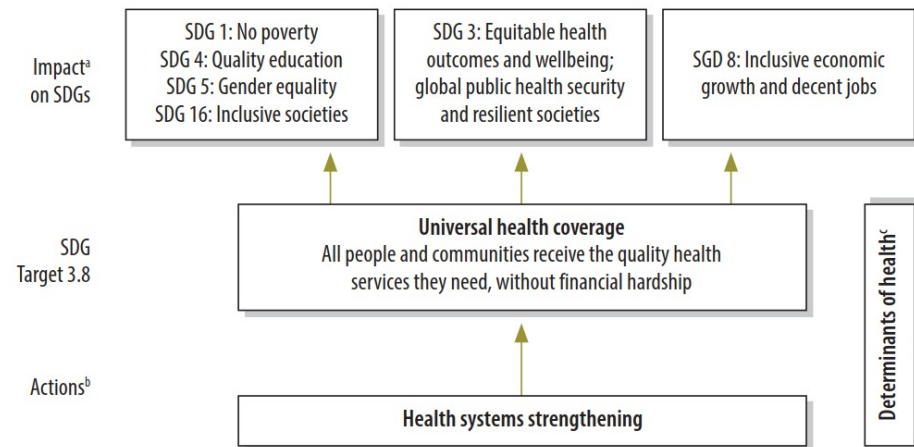 Impactᵃ
on SDGs
SDG 1: No poverty
SDG 4: Quality education
SDG 5: Gender equality
SDG 16: Inclusive societies
SDG 3: Equitable health
outcomes and wellbeing;
global public health security
and resilient societies
SGD 8: Inclusive economic
growth and decent jobs
SDG
Target 3.8
Universal health coverage
All people and communities receive the quality health
services they need, without financial hardship
Actionsᵇ
Health systems strengthening
Determinants of healthᶜ